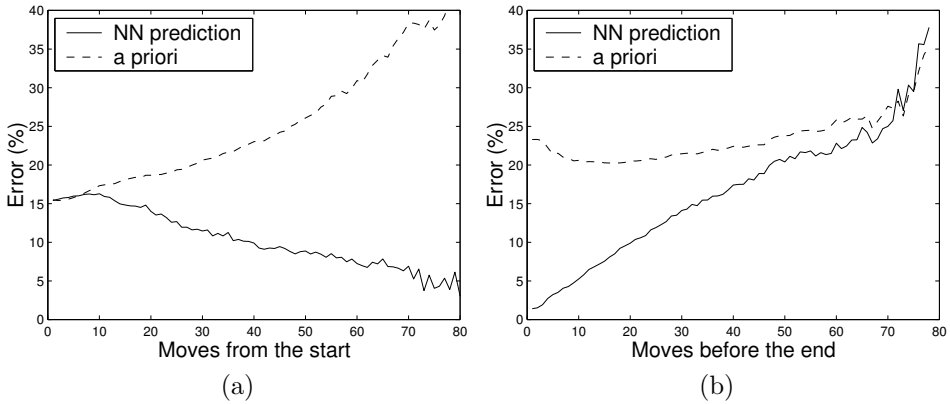 NN prediction
a priori
Error (%)
40
35
30
25
20
15
10
5
0
0 10 20 30 40 50 60 70 80
Moves from the start
(a)
NN prediction
a priori
Error (%)
40
35
30
25
20
15
10
5
0
0 10 20 30 40 50 60 70 80
Moves before the end
(b)